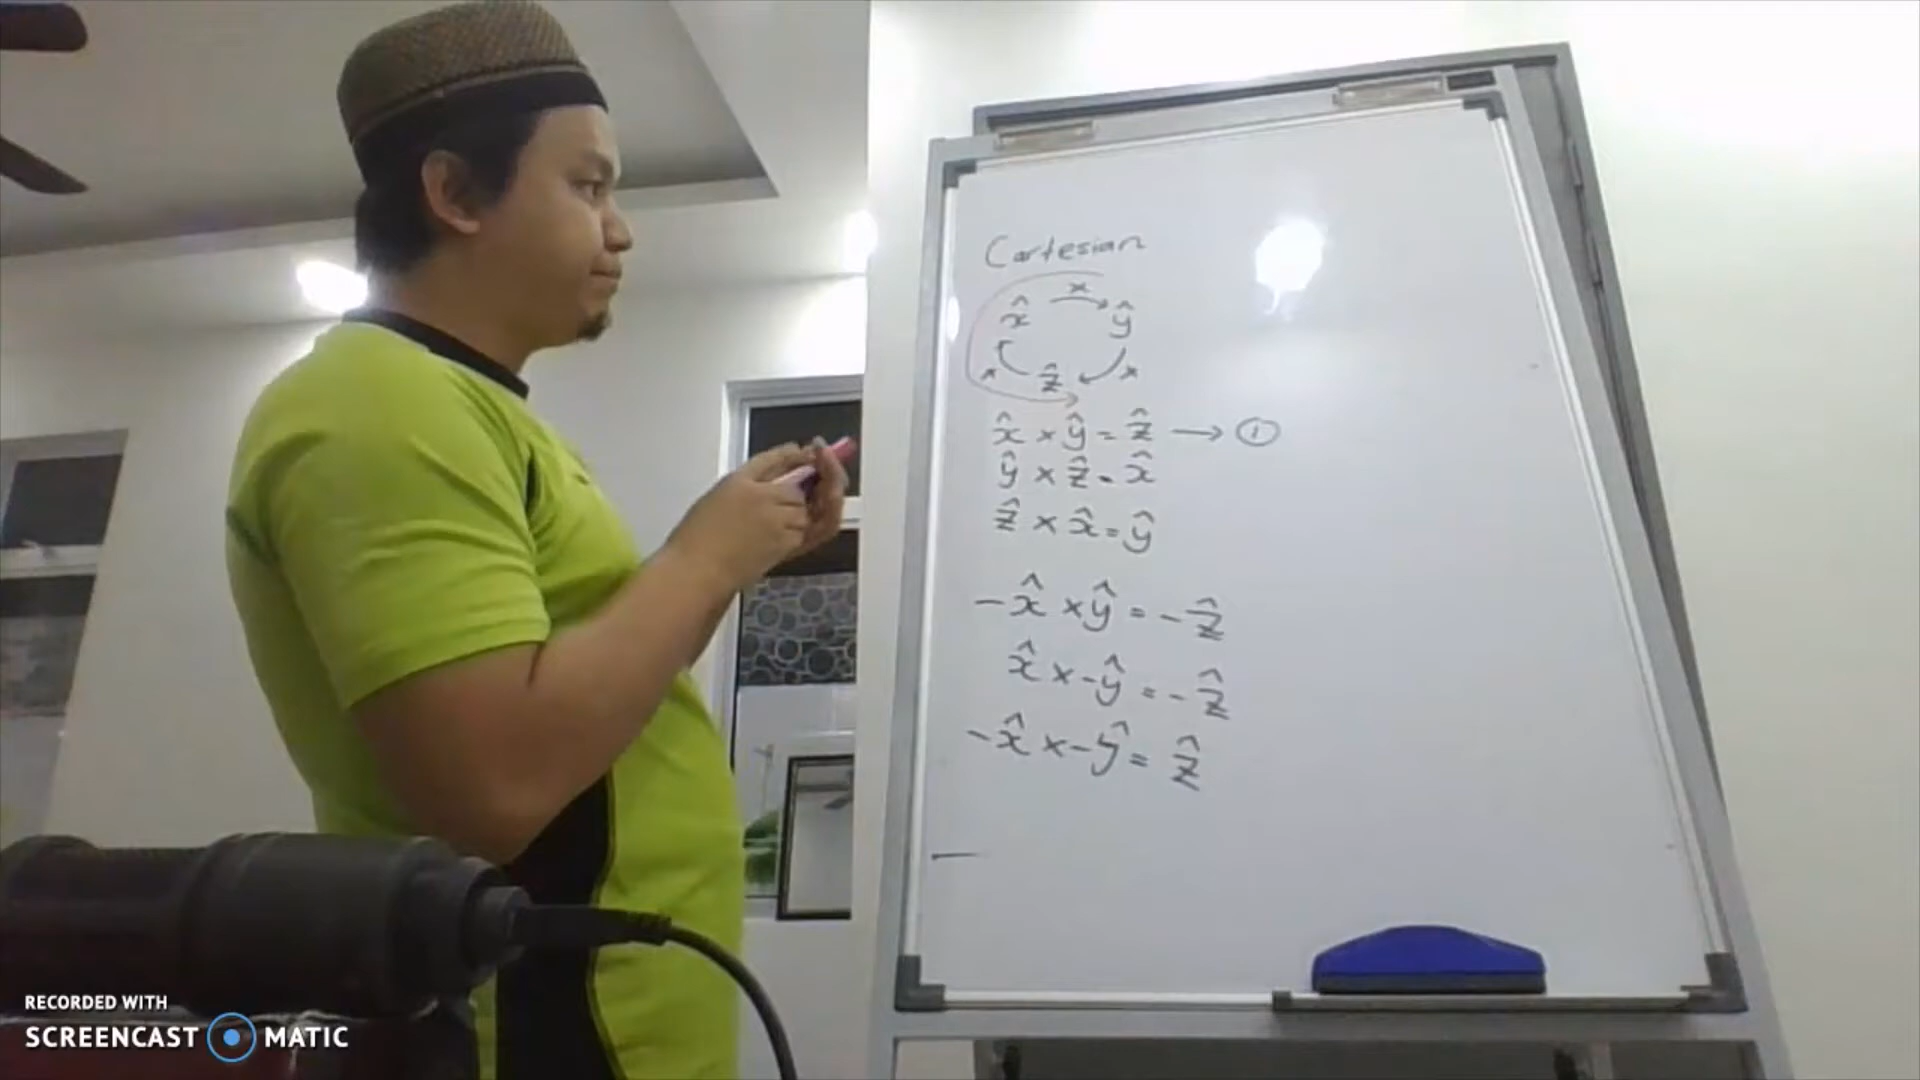 Cartesian
x̂ × ŷ
× ẑ ×
x̂ × ŷ = ẑ → ①
ŷ × ẑ = x̂
ẑ × x̂ = ŷ
-x̂ × ŷ = -ẑ
x̂ × -ŷ = -ẑ
-x̂ × -ŷ = ẑ
RECORDED WITH
SCREENCAST MATIC